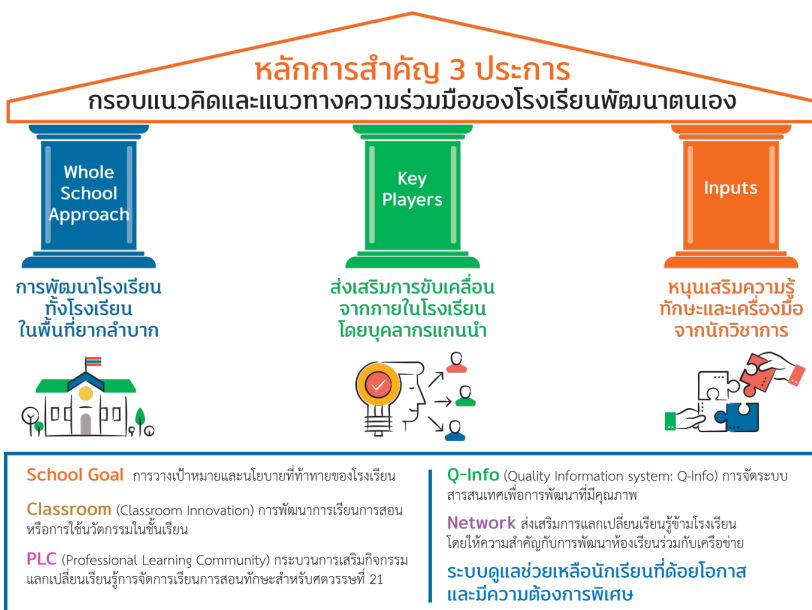 หลักการสำคัญ 3 ประการ
กรอบแนวคิดและแนวทางความร่วมมือของโรงเรียนพัฒนาตนเอง
Whole
School
Approach
การพัฒนาโรงเรียน
ทั้งโรงเรียน
ในพื้นที่ยากลำบาก
Key
Players
ส่งเสริมการขับเคลื่อน
จากภายในโรงเรียน
โดยบุคลากรแกนนำ
Inputs
หนุนเสริมความรู้
ทักษะและเครื่องมือ
จากนักวิชาการ
School Goal การวางเป้าหมายและนโยบายที่ท้าทายของโรงเรียน
Classroom (Classroom Innovation) การพัฒนาการเรียนการสอน
หรือการใช้นวัตกรรมในชั้นเรียน
PLC (Professional Learning Community) กระบวนการเสริมกิจกรรม
แลกเปลี่ยนเรียนรู้การจัดการเรียนการสอนทักษะสำหรับศตวรรษที่ 21
Q-Info (Quality Information system: Q-Info) การจัดระบบ
สารสนเทศเพื่อการพัฒนาที่มีคุณภาพ
Network ส่งเสริมการแลกเปลี่ยนเรียนรู้ข้ามโรงเรียน
โดยให้ความสำคัญกับการพัฒนาห้องเรียนร่วมกับเครือข่าย
ระบบดูแลช่วยเหลือนักเรียนที่ด้อยโอกาส
และมีความต้องการพิเศษ